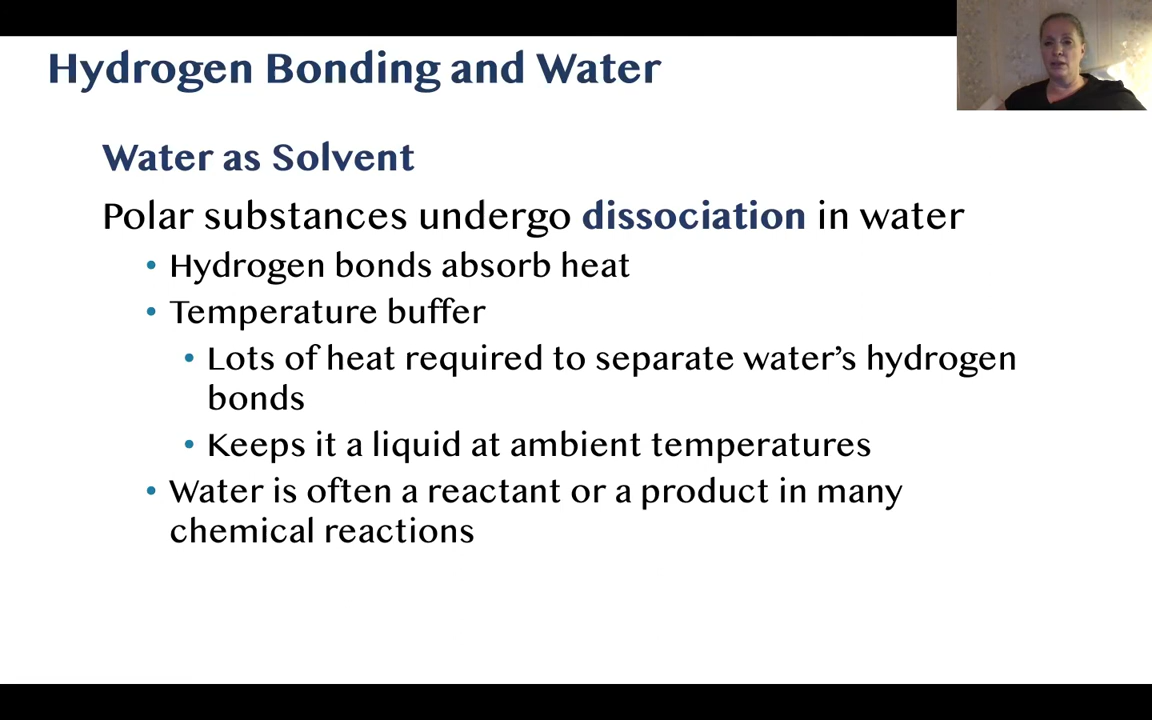 Hydrogen Bonding and Water
Water as Solvent
Polar substances undergo dissociation in water
• Hydrogen bonds absorb heat
• Temperature buffer
• Lots of heat required to separate water’s hydrogen
bonds
• Keeps it a liquid at ambient temperatures
• Water is often a reactant or a product in many
chemical reactions